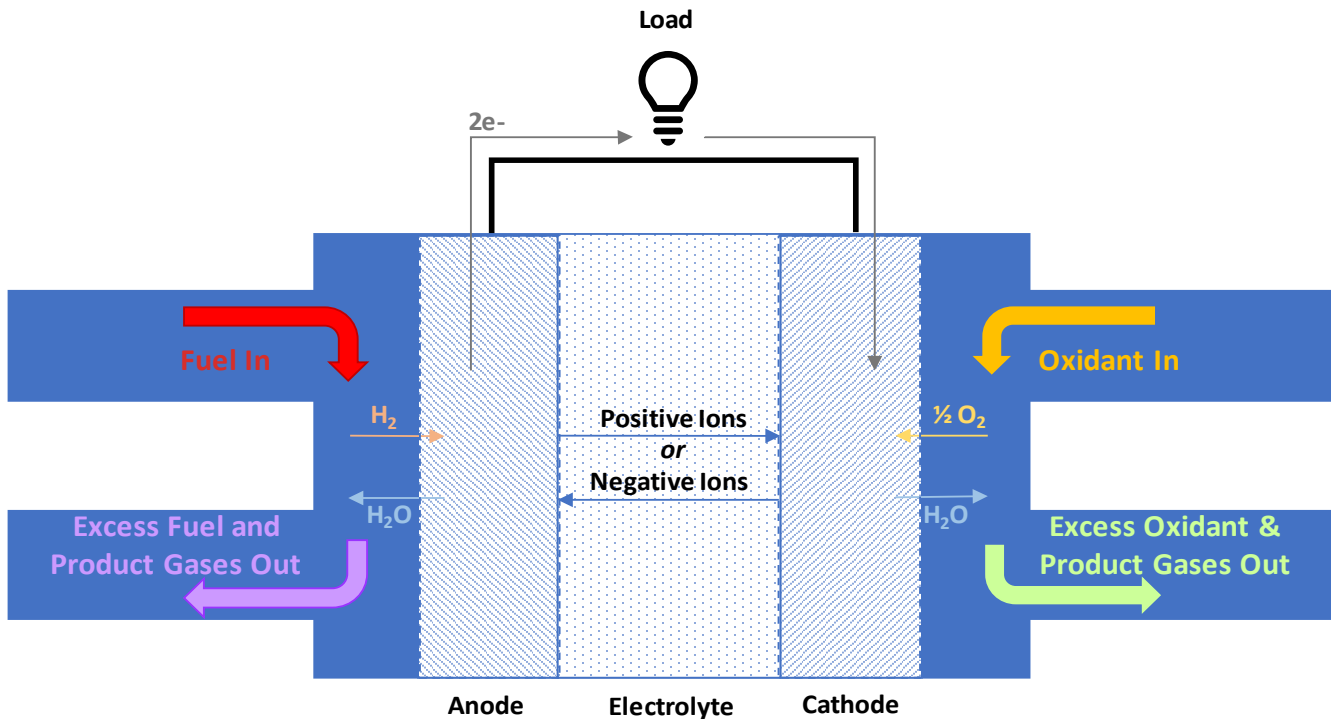 Load
2e-
Fuel In
Oxidant In
H₂
Positive Ions
½ O₂
or
Negative Ions
H₂O
H₂O
Excess Fuel and
Product Gases Out
Excess Oxidant &
Product Gases Out
Anode
Electrolyte
Cathode